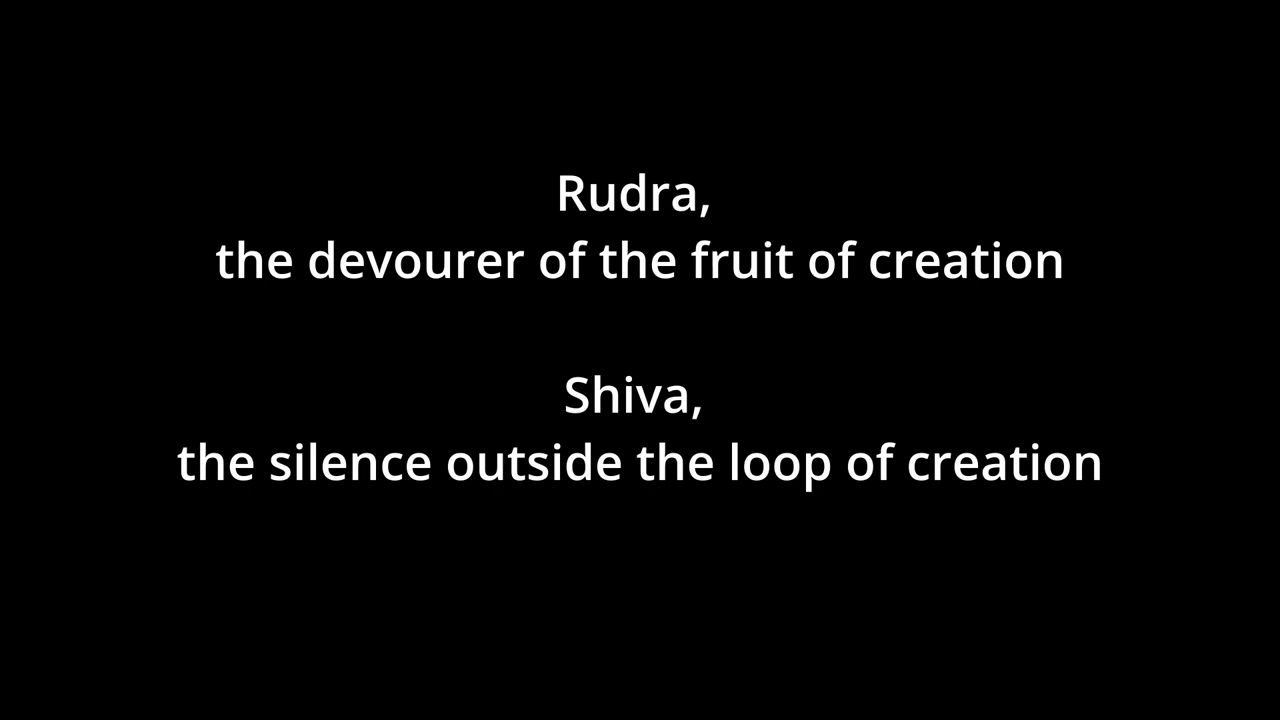 Rudra,
the devourer of the fruit of creation
Shiva,
the silence outside the loop of creation